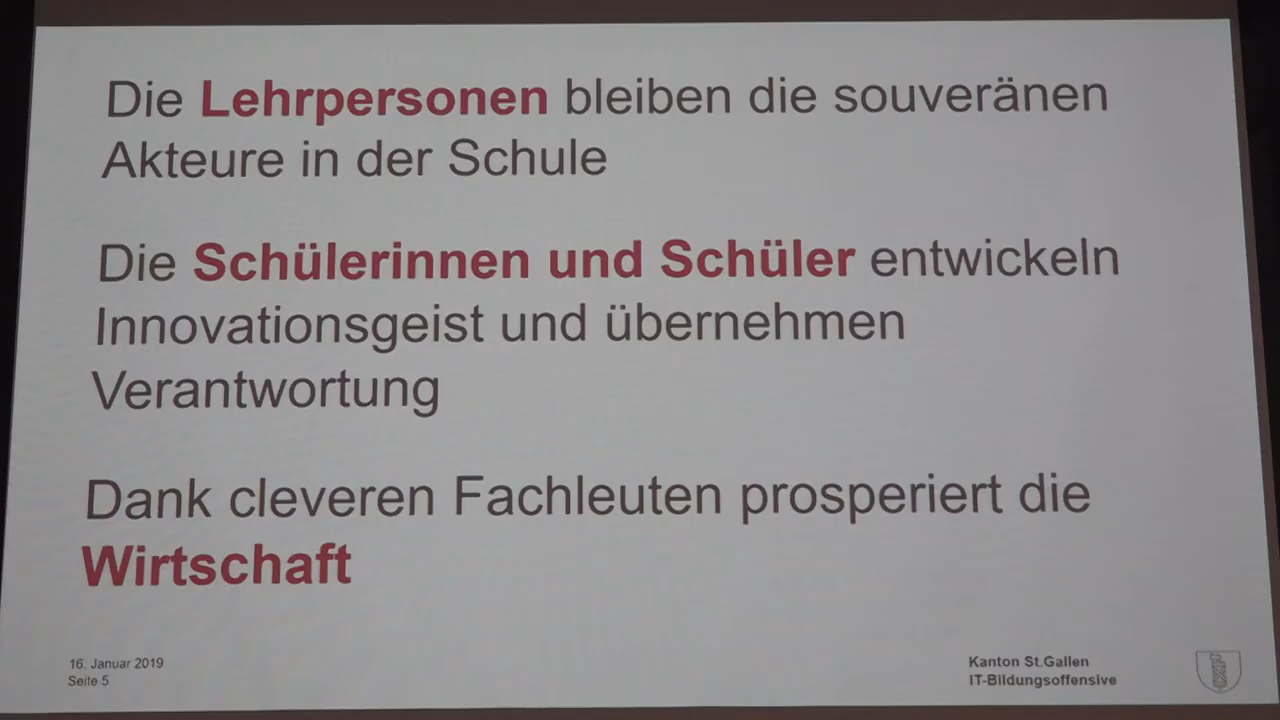 Die Lehrpersonen bleiben die souveränen
Akteure in der Schule
Die Schülerinnen und Schüler entwickeln
Innovationsgeist und übernehmen
Verantwortung
Dank cleveren Fachleuten prosperiert die
Wirtschaft
16. Januar 2019
Seite 5
Kanton St.Gallen
IT-Bildungsoffensive